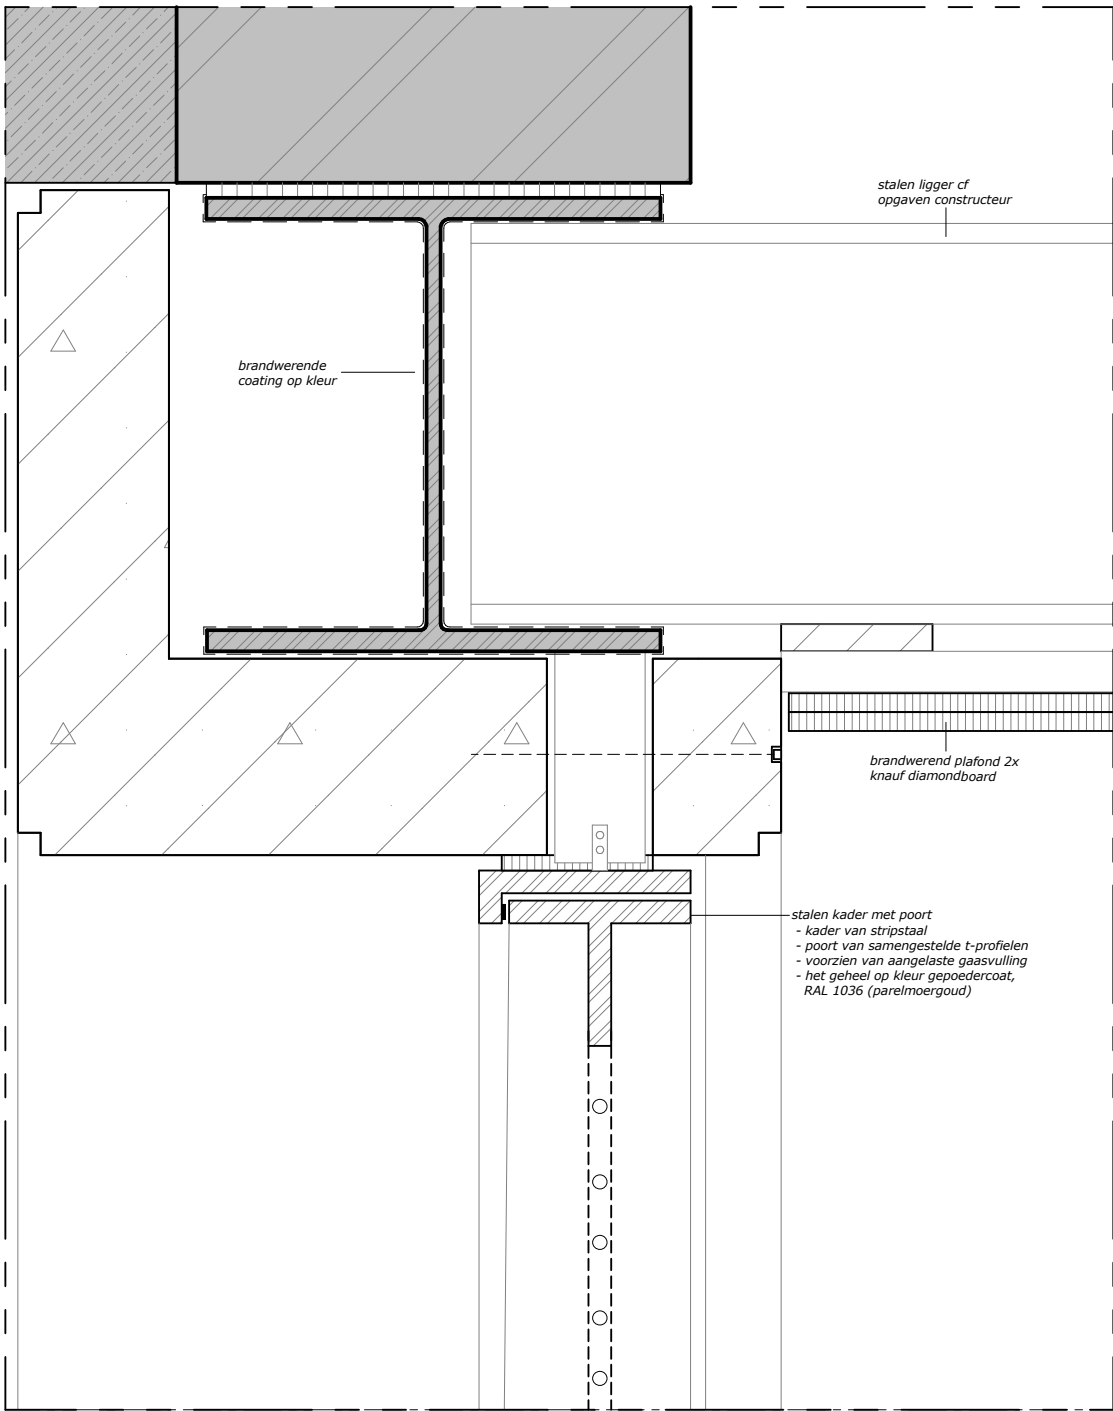 stalen ligger cf
opgaven constructeur
brandwerende
coating op kleur
brandwerend plafond 2x
knauf diamondboard
stalen kader met poort
- kader van stripstaal
- poort van samengestelde t-profielen
- voorzien van aangelaste gaasvulling
- het geheel op kleur gepoedercoat,
RAL 1036 (parelmoergoud)